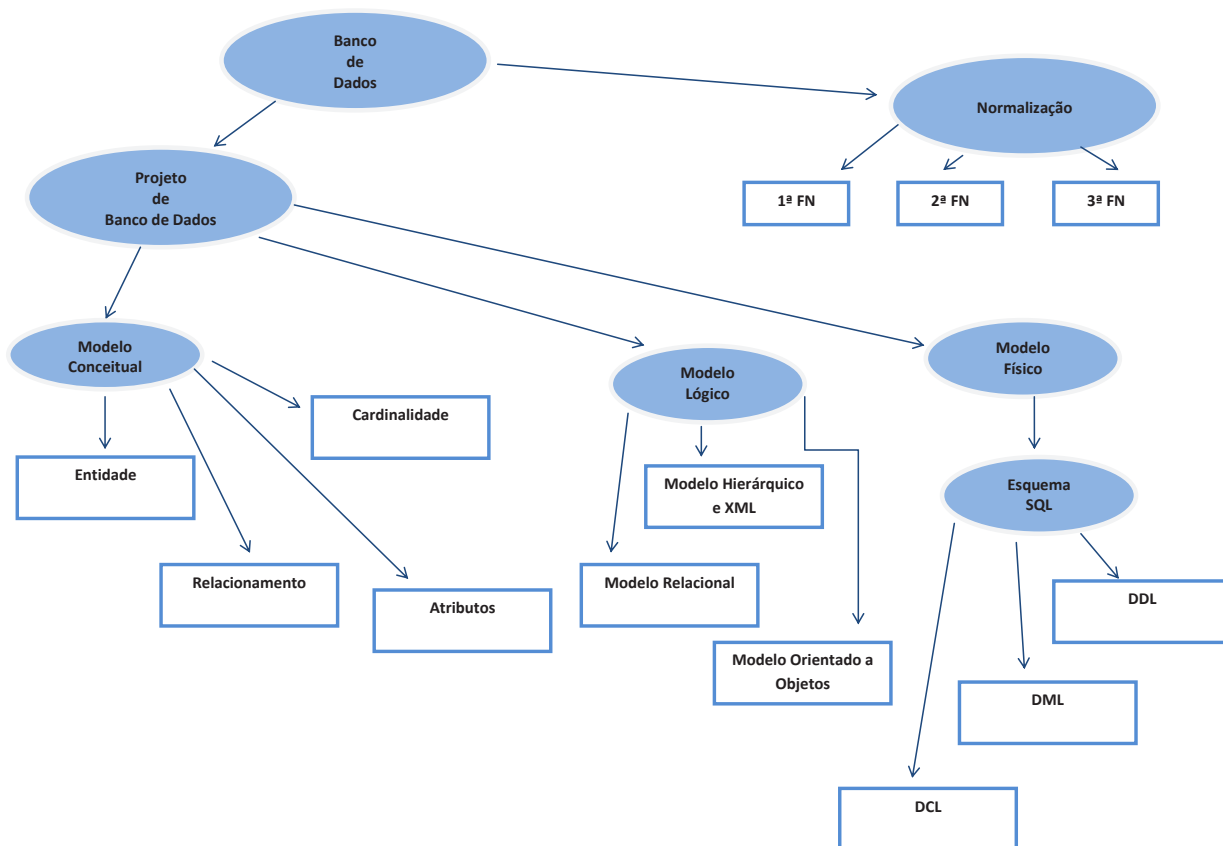 Banco
de
Dados
Normalização
1ª FN
2ª FN
3ª FN
Projeto
de
Banco de Dados
Modelo
Conceitual
Modelo
Lógico
Modelo
Físico
Cardinalidade
Entidade
Modelo Hierárquico
e XML
Esquema
SQL
Relacionamento
Atributos
Modelo Relacional
DDL
Modelo Orientado a
Objetos
DML
DCL